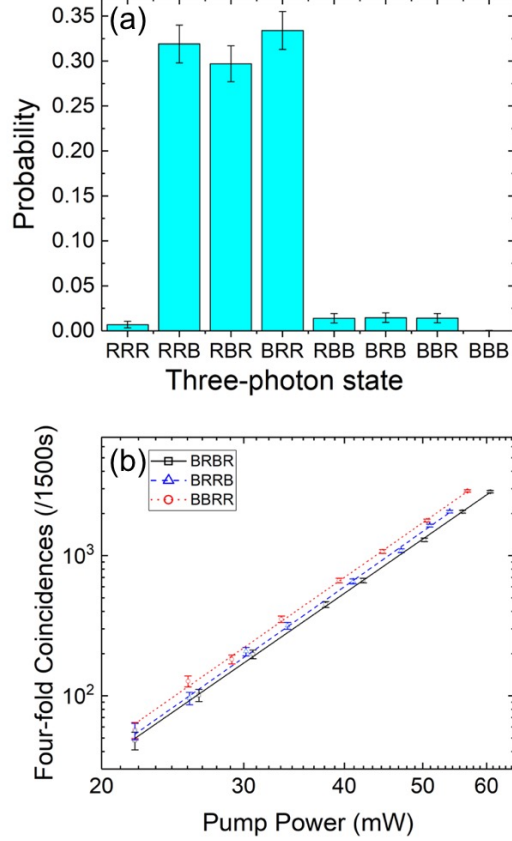 (a)
0.35
0.30
0.25
0.20
0.15
0.10
0.05
0.00
Probability
RRR RRB RBR BRR RBB BRB BBR BBB
Three-photon state
(b)
BRBR
BRRB
BBRR
Four-fold Coincidences (/1500s)
10³
10²
20 30 40 50 60
Pump Power (mW)